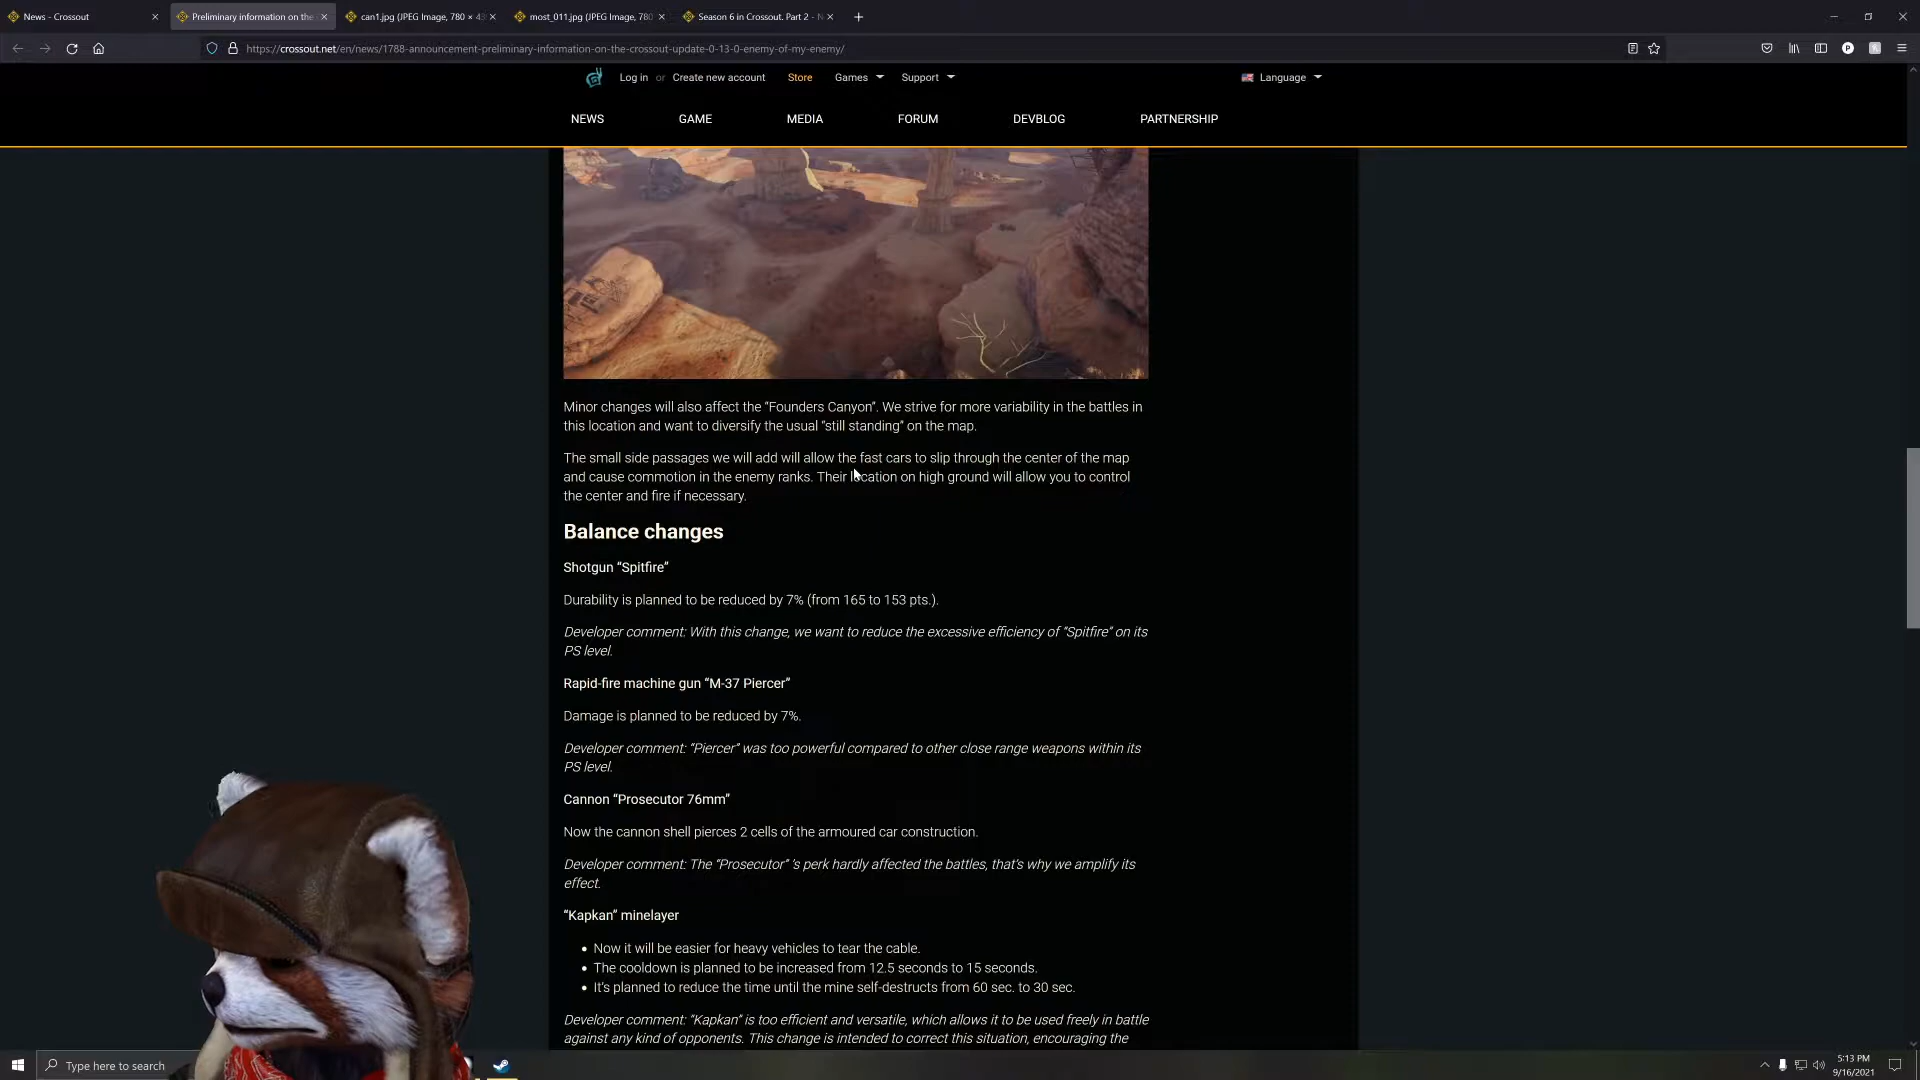 News - Crossout
Preliminary information on the
can1.jpg (JPEG Image, 780 × 43
most_011.jpg (JPEG Image, 780
Season 6 in Crossout. Part 2 - N
https://crossout.net/en/news/1788-announcement-preliminary-information-on-the-crossout-update-0-13-0-enemy-of-my-enemy/
Log in or Create new account Store Games Support Language
NEWS GAME MEDIA FORUM DEVBLOG PARTNERSHIP
Minor changes will also affect the “Founders Canyon”. We strive for more variability in the battles in
this location and want to diversify the usual “still standing” on the map.
The small side passages we will add will allow the fast cars to slip through the center of the map
and cause commotion in the enemy ranks. Their location on high ground will allow you to control
the center and fire if necessary.
Balance changes
Shotgun “Spitfire”
Durability is planned to be reduced by 7% (from 165 to 153 pts.).
Developer comment: With this change, we want to reduce the excessive efficiency of “Spitfire” on its
PS level.
Rapid-fire machine gun “M-37 Piercer”
Damage is planned to be reduced by 7%.
Developer comment: “Piercer” was too powerful compared to other close range weapons within its
PS level.
Cannon “Prosecutor 76mm”
Now the cannon shell pierces 2 cells of the armoured car construction.
Developer comment: The “Prosecutor” ’s perk hardly affected the battles, that's why we amplify its
effect.
“Kapkan” minelayer
Now it will be easier for heavy vehicles to tear the cable.
The cooldown is planned to be increased from 12.5 seconds to 15 seconds.
It's planned to reduce the time until the mine self-destructs from 60 sec. to 30 sec.
Developer comment: “Kapkan” is too efficient and versatile, which allows it to be used freely in battle
against any kind of opponents. This change is intended to correct this situation, encouraging the
Type here to search
5:13 PM
9/16/2021